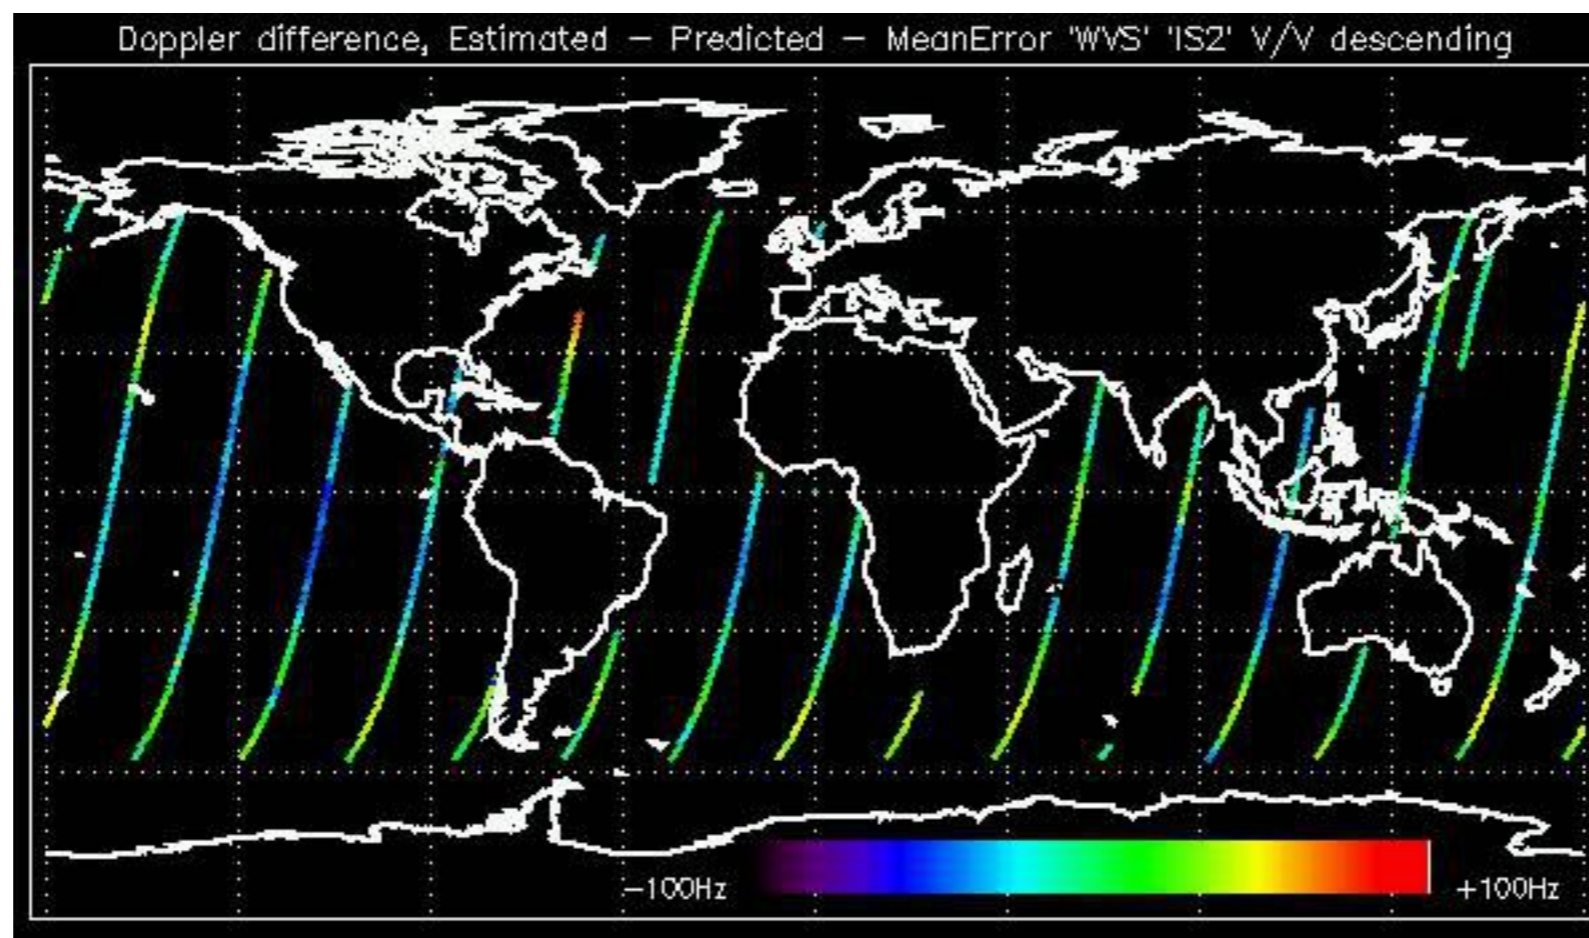 Doppler difference, Estimated – Predicted – MeanError 'WVS' 'IS2' V/V descending
-100Hz
+100Hz